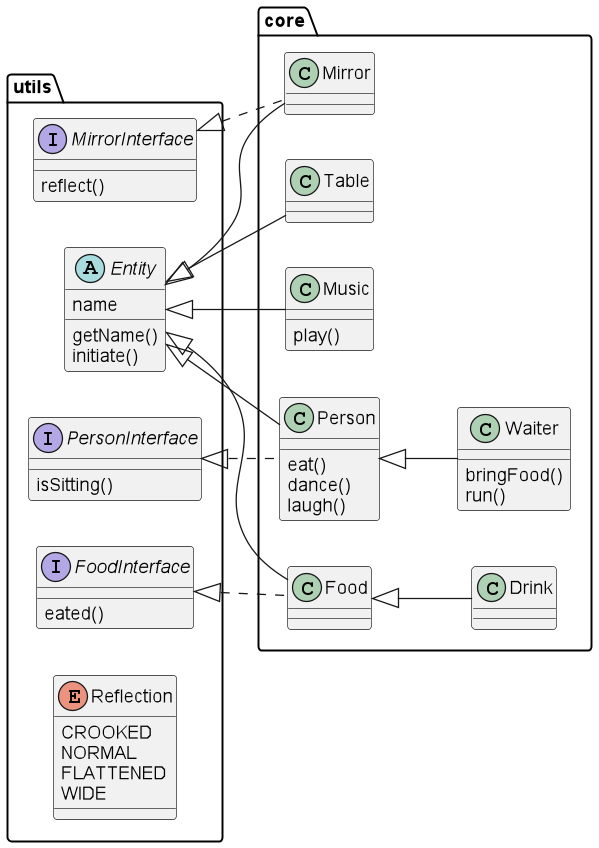 core
utils
C Mirror
I MirrorInterface
reflect()
C Table
A Entity
name
getName()
initiate()
C Music
play()
I PersonInterface
isSitting()
C Person
eat()
dance()
laugh()
C Waiter
bringFood()
run()
I FoodInterface
eated()
C Food
C Drink
E Reflection
CROOKED
NORMAL
FLATTENED
WIDE